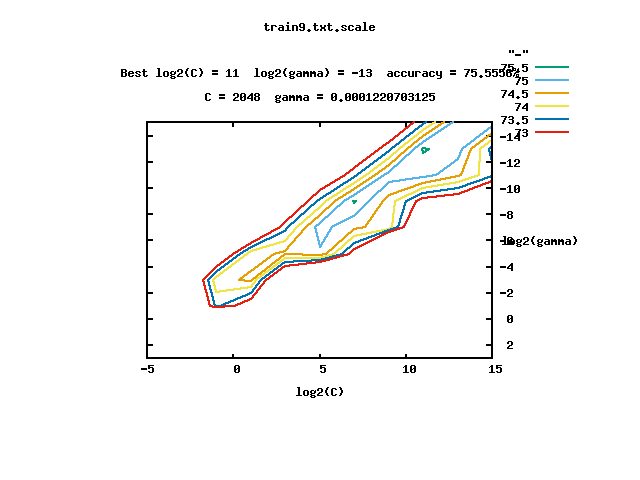 train9.txt.scale
"-"
Best log2(C) = 11 log2(gamma) = -13 accuracy = 75.5556%
75.5
75
C = 2048 gamma = 0.0001220703125
74.5
74
73.5
73
-14
-12
-10
-8
-6
log2(gamma)
-4
-2
0
2
-5 0 5 10 15
log2(C)